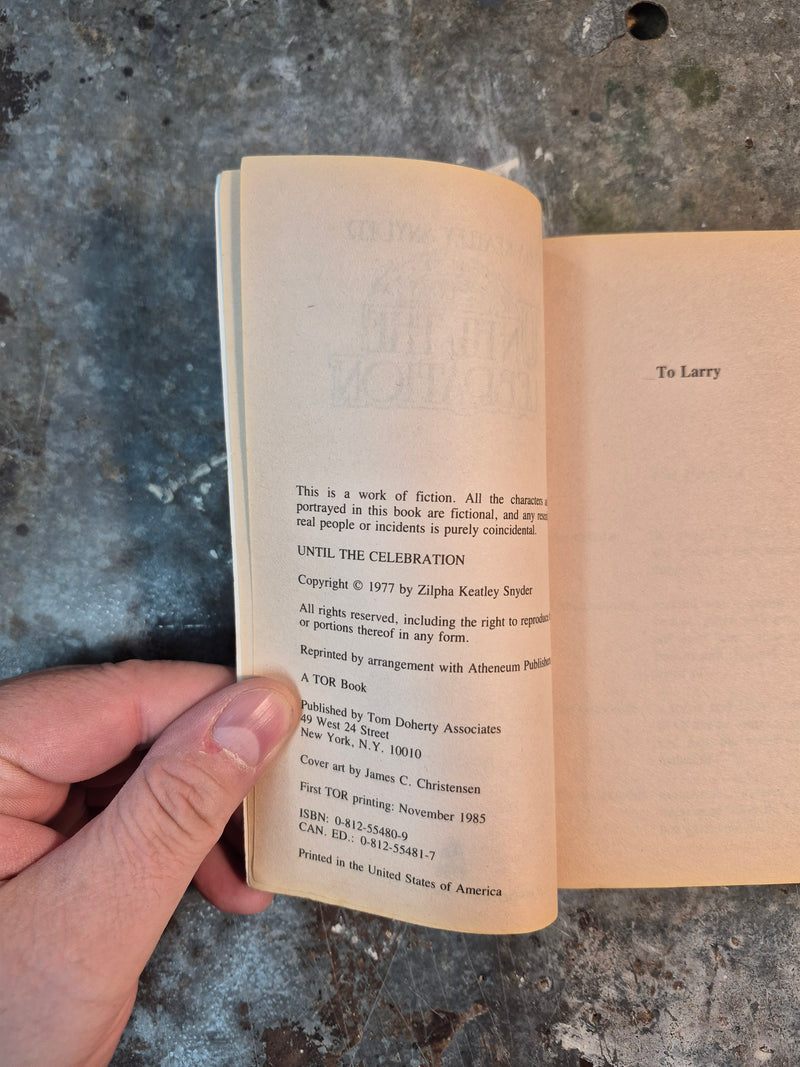 This is a work of fiction. All the characters
portrayed in this book are fictional, and any
real people or incidents is purely coincidental.
UNTIL THE CELEBRATION
Copyright © 1977 by Zilpha Keatley Snyder
All rights reserved, including the right to
or portions thereof in any form.
Reprinted by arrangement with Atheneum
A TOR Book
Published by Tom Doherty Associates
49 West 24 Street
New York, N.Y. 10010
Cover art by James C. Christensen
First TOR printing: November 1985
ISBN: 0-812-55480-9
CAN. ED.: 0-812-55481-7
Printed in the United States of America
To Larry